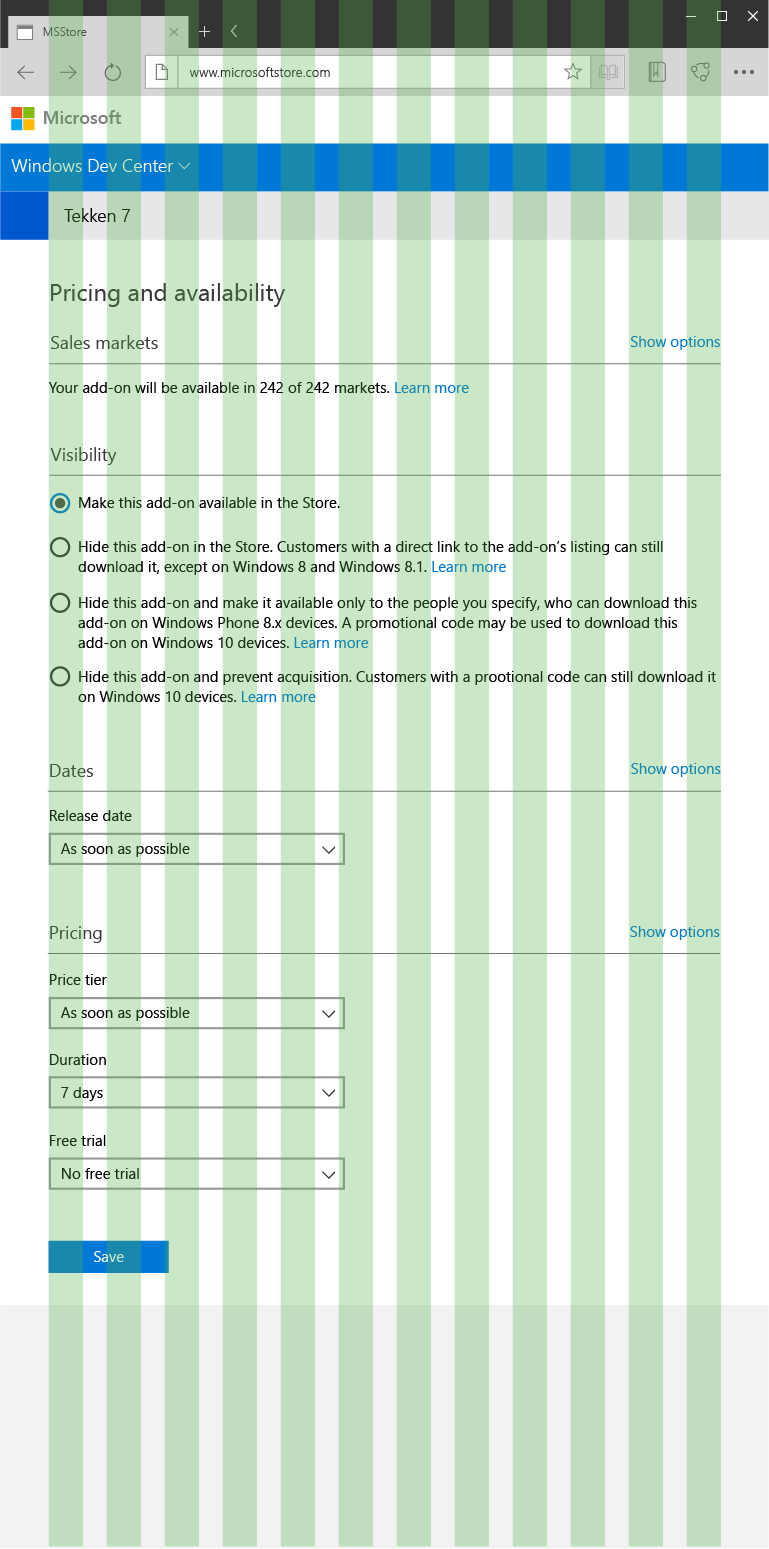 MSStore
www.microsoftstore.com
Microsoft
Windows Dev Center
Tekken 7
Pricing and availability
Sales markets
Show options
Your add-on will be available in 242 of 242 markets. Learn more
Visibility
Make this add-on available in the Store.
Hide this add-on in the Store. Customers with a direct link to the add-on’s listing can still
download it, except on Windows 8 and Windows 8.1. Learn more
Hide this add-on and make it available only to the people you specify, who can download this
add-on on Windows Phone 8.x devices. A promotional code may be used to download this
add-on on Windows 10 devices. Learn more
Hide this add-on and prevent acquisition. Customers with a prootional code can still download it
on Windows 10 devices. Learn more
Dates
Show options
Release date
As soon as possible
Pricing
Show options
Price tier
As soon as possible
Duration
7 days
Free trial
No free trial
Save